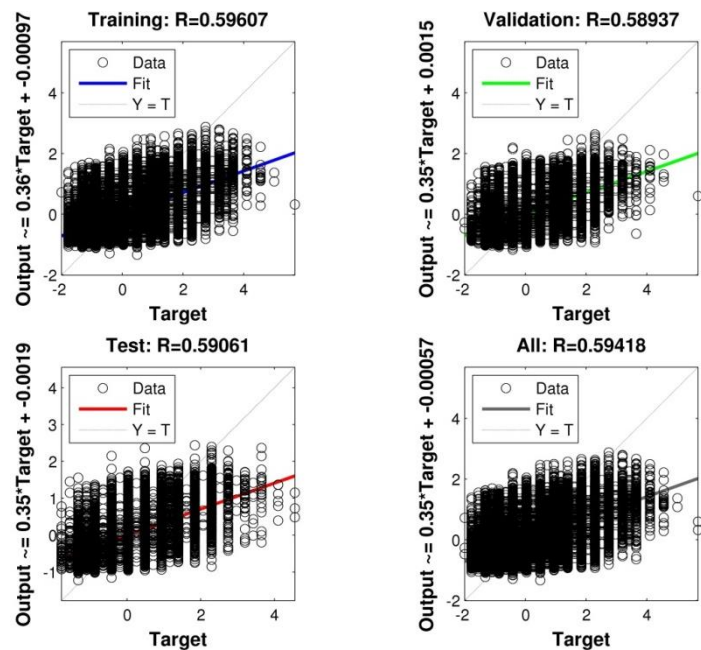 Training: R=0.59607
Output ~= 0.36*Target + -0.00097
Data
Fit
Y = T
4
2
0
-2
-2 0 2 4
Target
Validation: R=0.58937
Output ~= 0.35*Target + 0.0015
Data
Fit
Y = T
4
2
0
-2
-2 0 2 4
Target
Test: R=0.59061
Output ~= 0.35*Target + -0.0019
Data
Fit
Y = T
4
3
2
1
0
-1
0 2 4
Target
All: R=0.59418
Output ~= 0.35*Target + -0.00057
Data
Fit
Y = T
4
2
0
-2
-2 0 2 4
Target